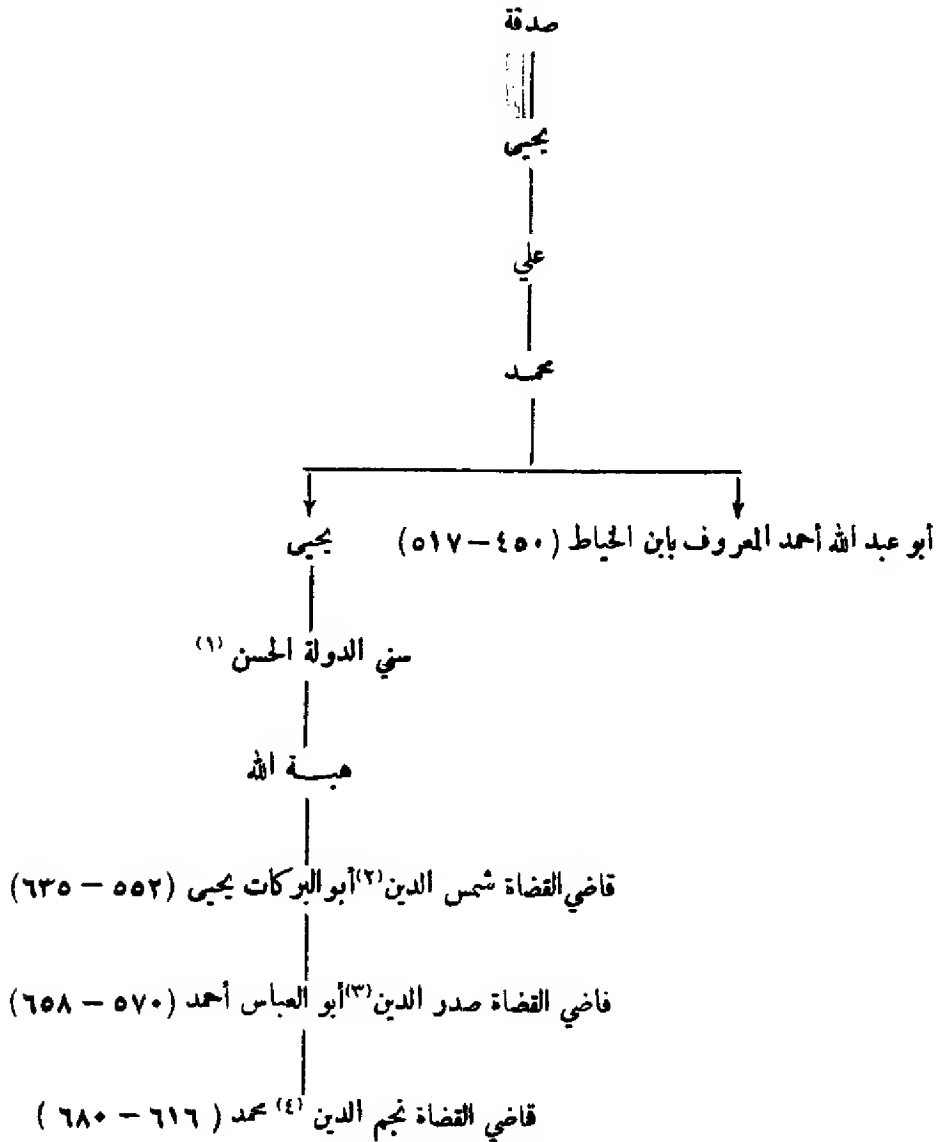 صدقة
يحيى
علي
محمد
أبو عبد الله أحمد المعروف بابن الخياط (٤٥٠ – ٥١٧)
يحيى
سني الدولة الحسن (١)
هبة الله
قاضي القضاة شمس الدين (٢) أبو البركات يحيى (٥٥٢ – ٦٣٥)
فاضي القضاة صدر الدين (٣) أبو العباس أحمد (٥٧٠ – ٦٥٨)
قاضي القضاة نجم الدين (٤) محمد (٦١٦ – ٦٨٠)